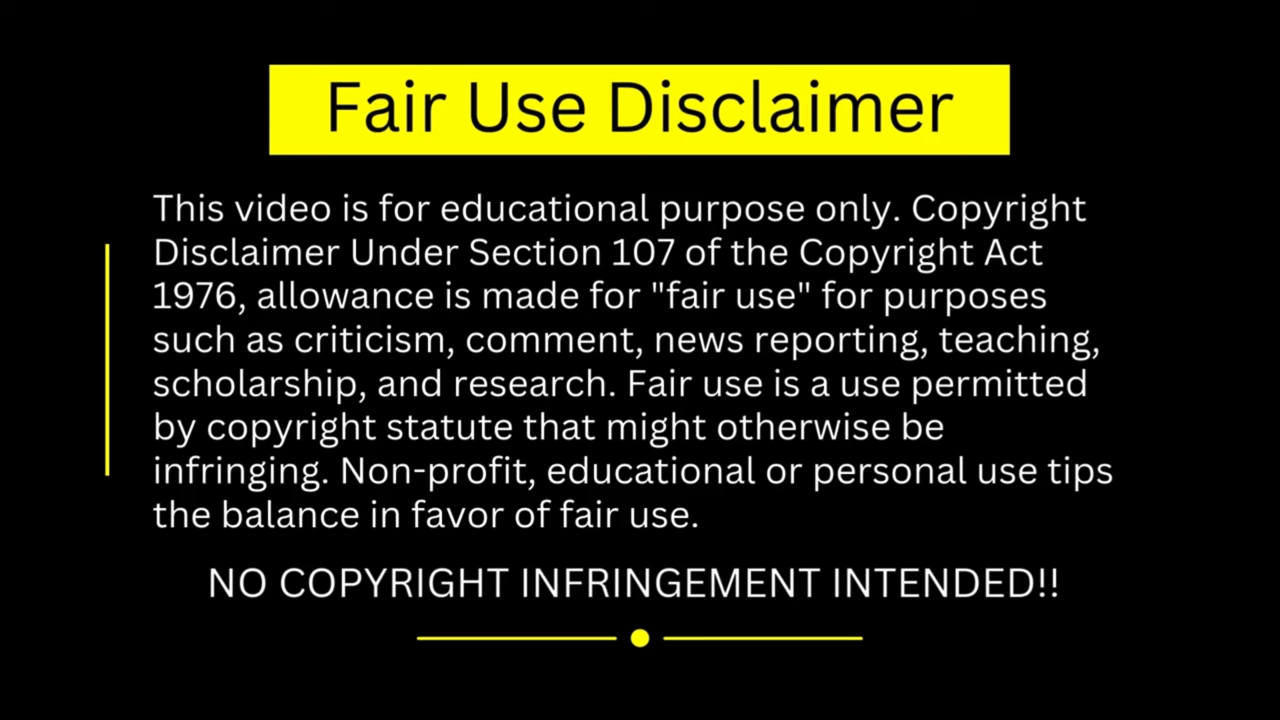 Fair Use Disclaimer
This video is for educational purpose only. Copyright
Disclaimer Under Section 107 of the Copyright Act
1976, allowance is made for "fair use" for purposes
such as criticism, comment, news reporting, teaching,
scholarship, and research. Fair use is a use permitted
by copyright statute that might otherwise be
infringing. Non-profit, educational or personal use tips
the balance in favor of fair use.
NO COPYRIGHT INFRINGEMENT INTENDED!!